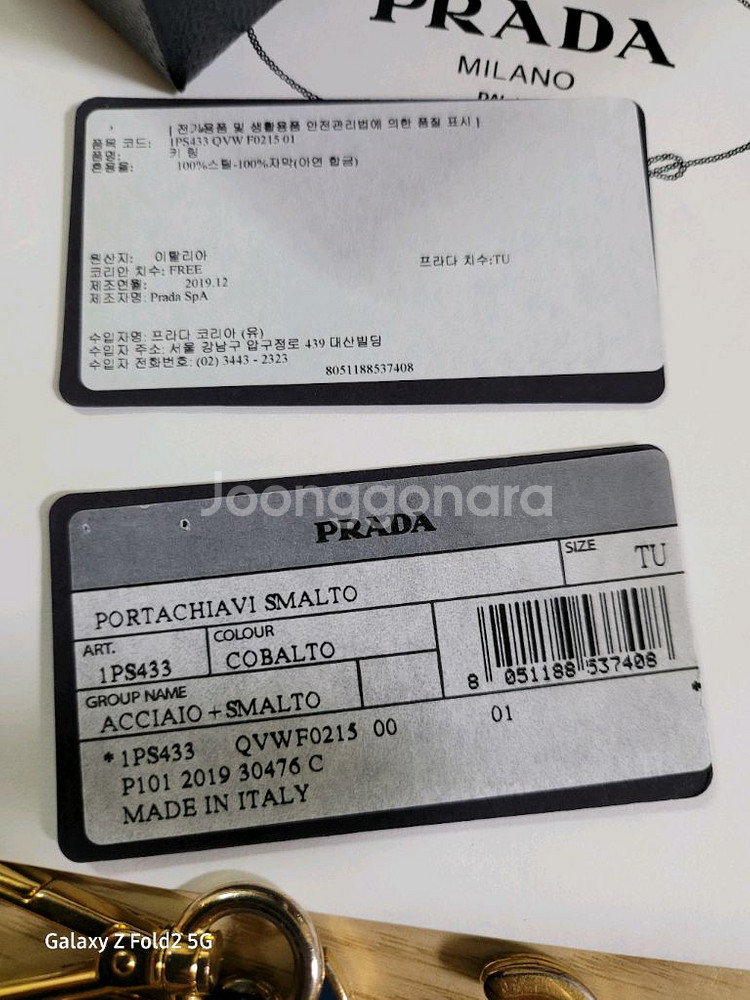 PRADA
MILANO
[ 전기용품 및 생활용품 안전관리법에 의한 품질 표시 ]
품목 코드: 1PS433 QVW F0215 01
품명: 키 링
혼용률: 100%스틸-100%자막(아연 합금)
원산지: 이탈리아
프라다 치수:TU
코리안 치수: FREE
제조연월: 2019.12
제조자명: Prada SpA
수입자명: 프라다 코리아 (유)
수입자 주소: 서울 강남구 압구정로 439 대산빌딩
수입자 전화번호: (02) 3443 - 2323
8051188537408
Joonggonara
PRADA
SIZE TU
PORTACHIAVI SMALTO
ART. 1PS433
COLOUR COBALTO
8 051188 537408
GROUP NAME
ACCIAIO + SMALTO
*1PS433 QVWF0215 00 01 *
P101 2019 30476 C
MADE IN ITALY
Galaxy Z Fold2 5G